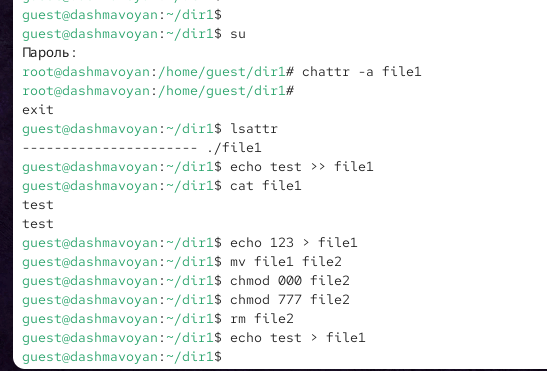 guest@dashmavoyan:~/dir1$
guest@dashmavoyan:~/dir1$ su
Пароль:
root@dashmavoyan:/home/guest/dir1# chattr -a file1
root@dashmavoyan:/home/guest/dir1#
exit
guest@dashmavoyan:~/dir1$ lsattr
---------------------- ./file1
guest@dashmavoyan:~/dir1$ echo test >> file1
guest@dashmavoyan:~/dir1$ cat file1
test
test
guest@dashmavoyan:~/dir1$ echo 123 > file1
guest@dashmavoyan:~/dir1$ mv file1 file2
guest@dashmavoyan:~/dir1$ chmod 000 file2
guest@dashmavoyan:~/dir1$ chmod 777 file2
guest@dashmavoyan:~/dir1$ rm file2
guest@dashmavoyan:~/dir1$ echo test > file1
guest@dashmavoyan:~/dir1$